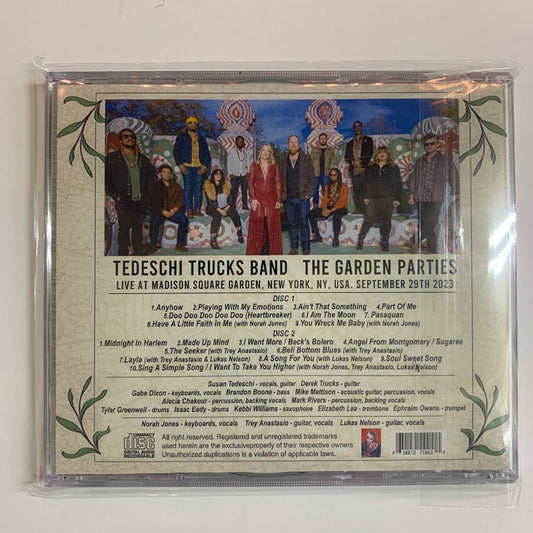 TEDESCHI TRUCKS BAND THE GARDEN PARTIES
LIVE AT MADISON SQUARE GARDEN, NEW YORK, NY, USA. SEPTEMBER 29TH 2023
DISC 1
1.Anyhow 2.Playing With My Emotions 3.Ain't That Something 4.Part Of Me
5.Doo Doo Doo Doo Doo (Heartbreaker) 6.I Am The Moon 7.Pasaquan
8.Have A Little Faith In Me (with Norah Jones) 9.You Wreck Me Baby (with Norah Jones)
DISC 2
1.Midnight In Harlem 2.Made Up Mind 3.I Want More / Beck's Bolero 4.Angel From Montgomery / Sugaree
5.The Seeker (with Trey Anastasio) 6.Bell Bottom Blues (with Trey Anastasio)
7.Layla (with Trey Anastasio & Lukas Nelson) 8.A Song For You (with Lukas Nelson) 9.Soul Sweet Song
10.Sing A Simple Song / I Want To Take You Higher (with Norah Jones, Trey Anastasio & Lukas Nelson)
Susan Tedeschi - vocals, guitar Derek Trucks - guitar
Gabe Dixon - keyboards, vocals Brandon Boone - bass Mike Mattison - acoustic guitar, percussion, vocals
Alecia Chakour - percussion, backing vocals Mark Rivers - percussion, backing vocals
Tyler Greenwell - drums Isaac Eady - drums Kebbi Williams - saxophone Elizabeth Lea - trombone Ephraim Owens - trumpet
Norah Jones - keyboards, vocals Trey Anastasio - guitar, vocals Lukas Nelson - guitar, vocals
COMPACT
disc
DIGITAL AUDIO
RECORDABLE
All right reserved. Registered and unregistered trademarks
used herein are the exclusiveproperty of their respective owners
Unauthorized duplications is a violation of applicable laws.